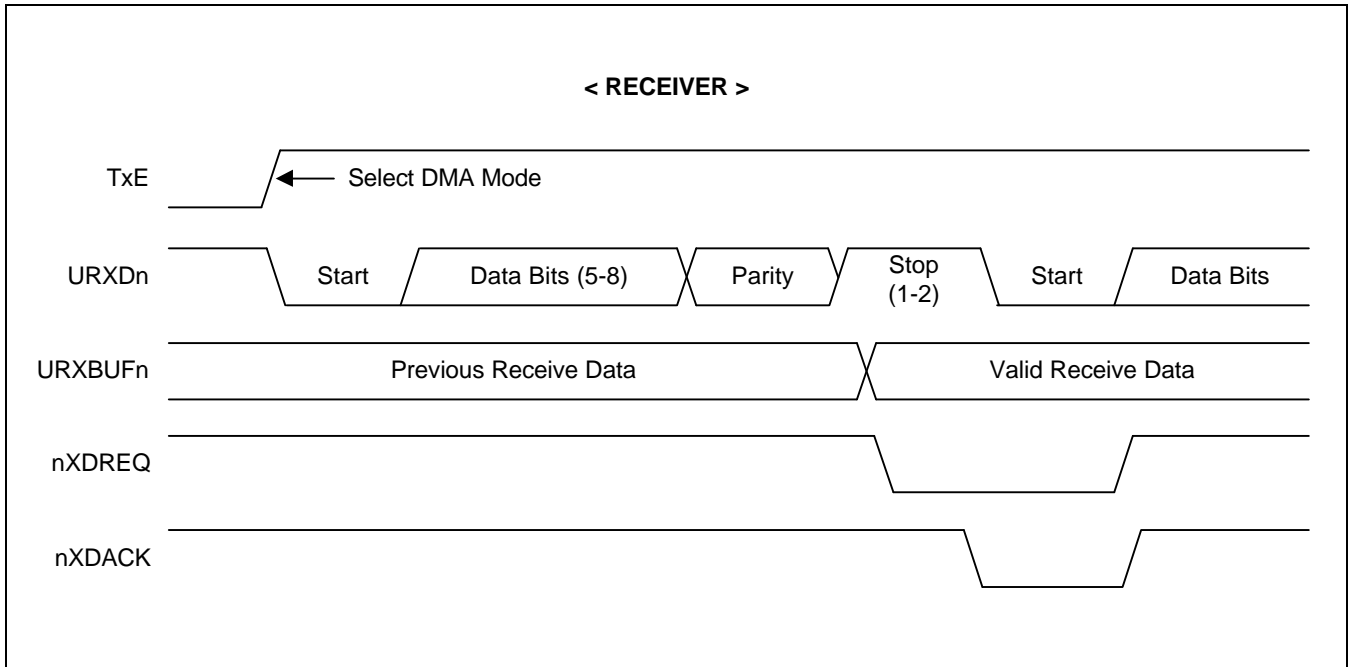 < RECEIVER >
TxE
Select DMA Mode
URXDn
Start
Data Bits (5-8)
Parity
Stop
(1-2)
Start
Data Bits
URXBUFn
Previous Receive Data
Valid Receive Data
nXDREQ
nXDACK